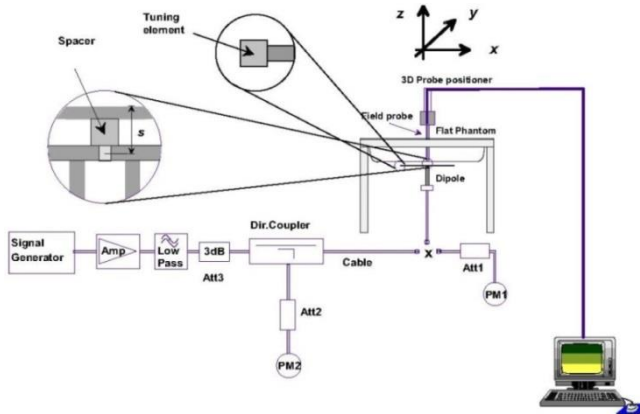 Tuning
element
Spacer
s
z
y
x
3D Probe positioner
Field probe
Flat Phantom
Dipole
Dir.Coupler
Signal
Generator
Amp
Low
Pass
3dB
Att3
Cable
x
Att1
PM1
Att2
PM2